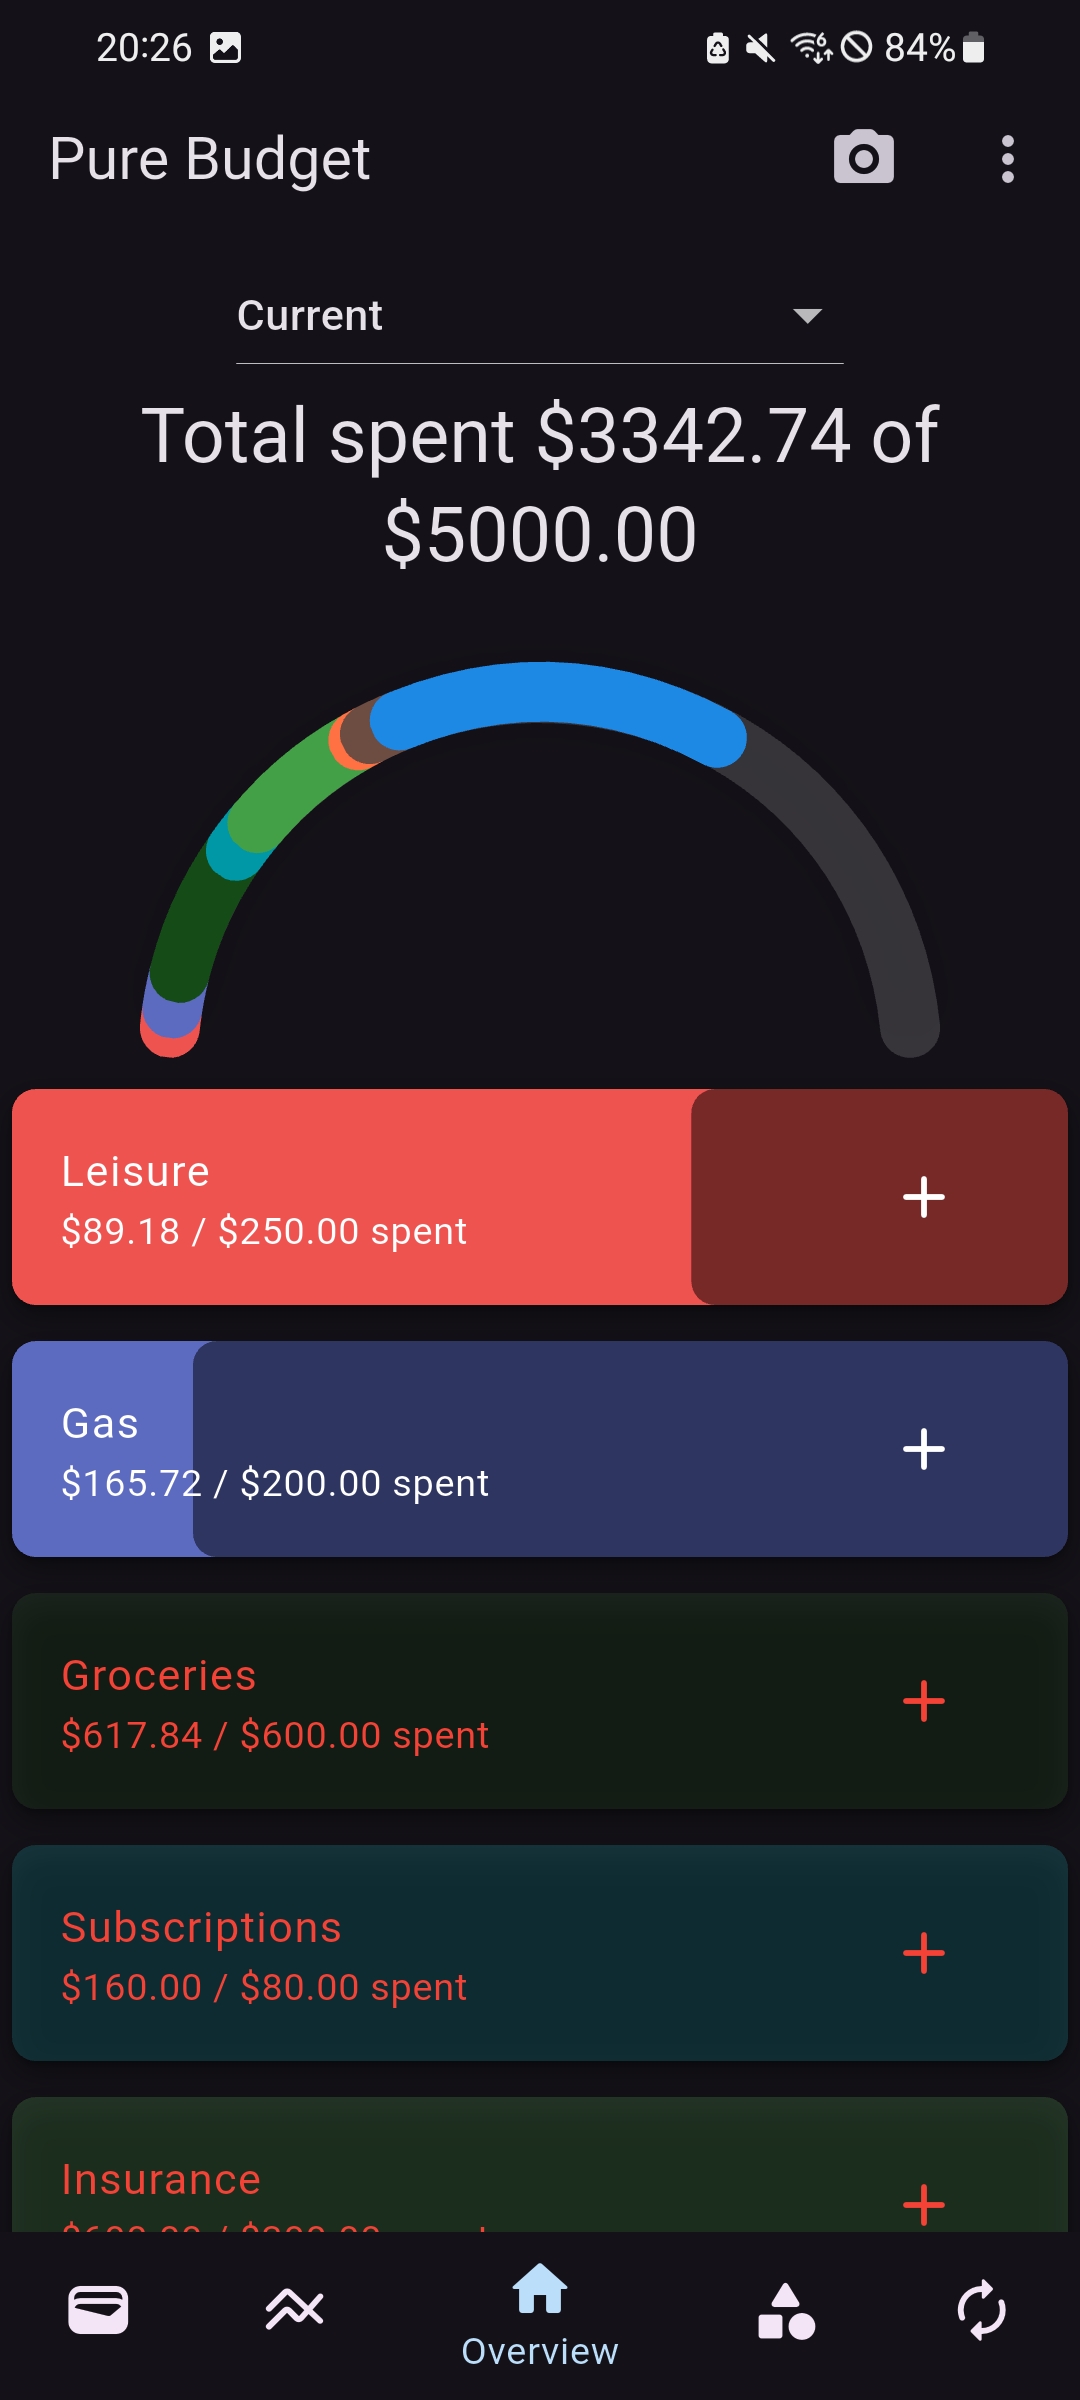 20:26
6
84%
Pure Budget
Current
Total spent $3342.74 of
$5000.00
Leisure
$89.18 / $250.00 spent
Gas
$165.72 / $200.00 spent
Groceries
$617.84 / $600.00 spent
Subscriptions
$160.00 / $80.00 spent
Insurance
Overview